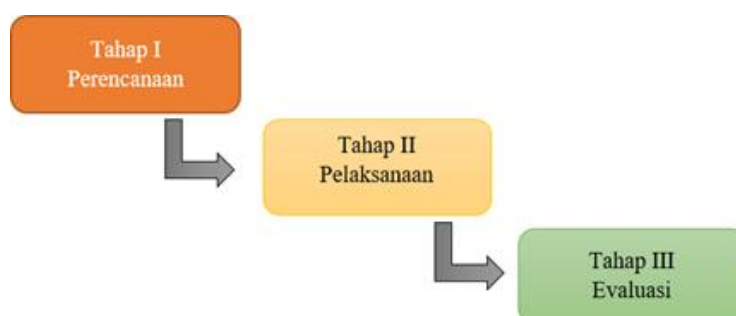 Tahap I
Perencanaan
Tahap II
Pelaksanaan
Tahap III
Evaluasi